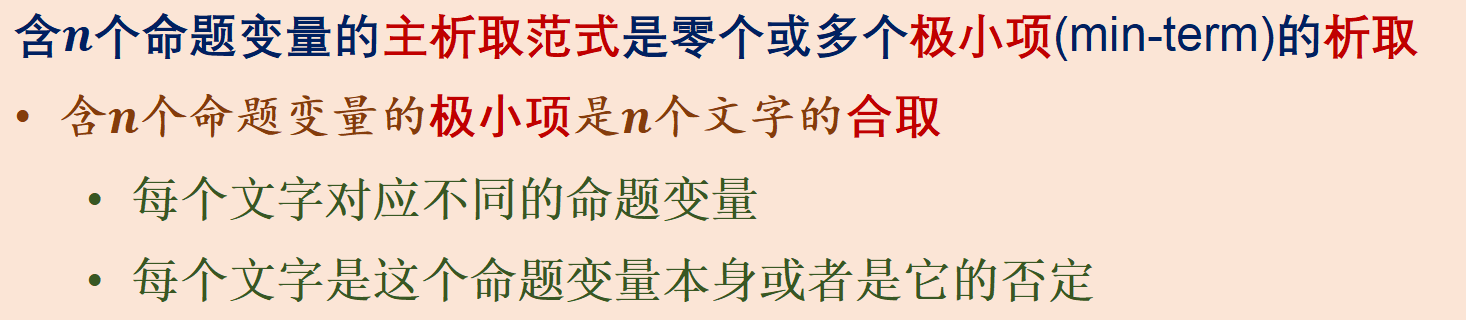 含n个命题变量的主析取范式是零个或多个极小项(min-term)的析取
• 含n个命题变量的极小项是n个文字的合取
• 每个文字对应不同的命题变量
• 每个文字是这个命题变量本身或者是它的否定